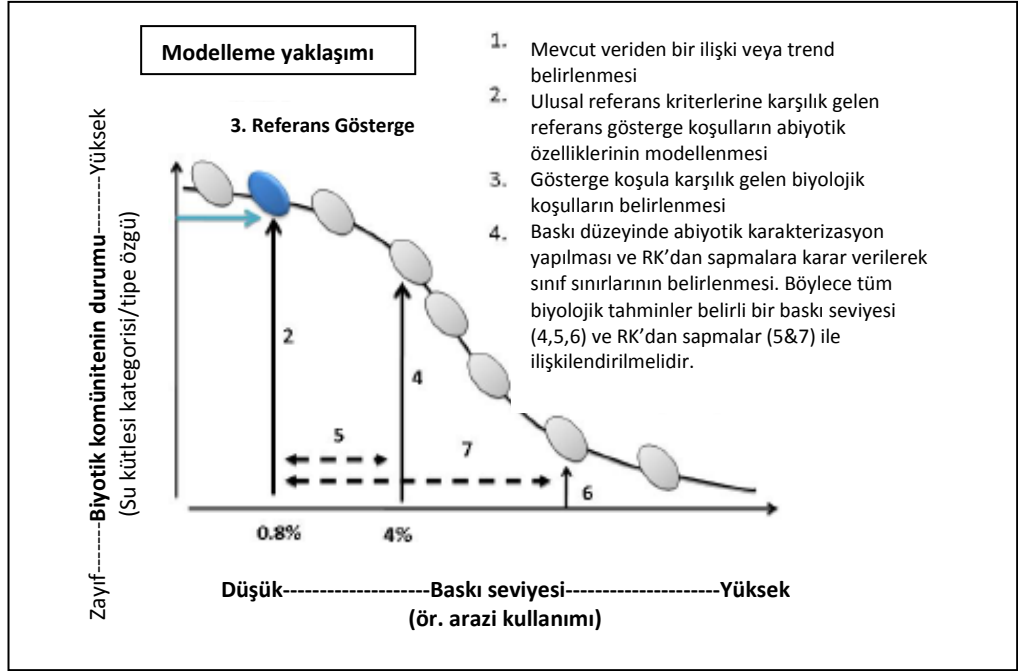 Modelleme yaklaşımı
1. Mevcut veriden bir ilişki veya trend
belirlenmesi
2. Ulusal referans kriterlerine karşılık gelen
referans gösterge koşulların abiyotik
özelliklerinin modellenmesi
3. Gösterge koşula karşılık gelen biyolojik
koşulların belirlenmesi
4. Baskı düzeyinde abiyotik karakterizasyon
yapılması ve RK’dan sapmalara karar verilerek
sınıf sınırlarının belirlenmesi. Böylece tüm
biyolojik tahminler belirli bir baskı seviyesi
(4,5,6) ve RK’dan sapmalar (5&7) ile
ilişkilendirilmelidir.
3. Referans Gösterge
Zayıf------Biyotik komünitenin durumu------Yüksek
(Su kütlesi kategorisi/tipe özgü)
2
4
5
7
6
0.8%
4%
Düşük--------------------Baskı seviyesi---------------------Yüksek
(ör. arazi kullanımı)